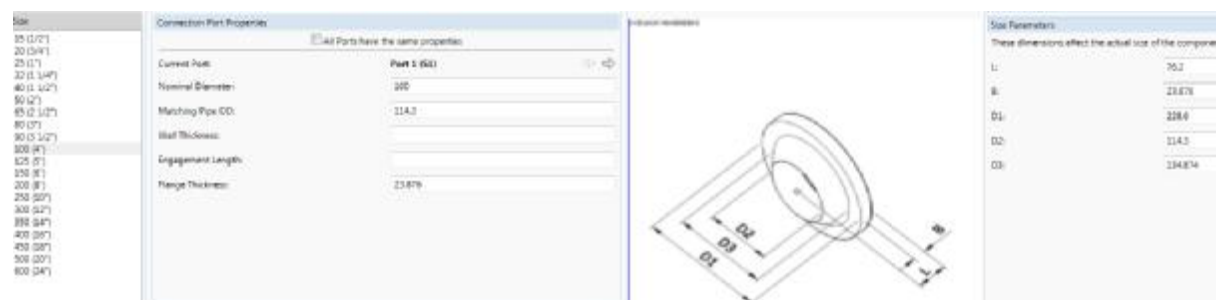 Size
15 (1/2")
20 (3/4")
25 (1")
32 (1 1/4")
40 (1 1/2")
50 (2")
65 (2 1/2")
80 (3")
90 (3 1/2")
100 (4")
125 (5")
150 (6")
200 (8")
250 (10")
300 (12")
350 (14")
400 (16")
450 (18")
500 (20")
600 (24")
Connection Port Properties
All Ports have the same properties
Current Port: Part 1 (S1)
Nominal Diameter: 100
Matching Pipe OD: 114.3
Wall Thickness:
Engagement Length:
Flange Thickness: 23.876
D2
D3
D1
B
L
Size Parameters
These dimensions affect the actual size of the compone
L: 76.2
B: 23.876
D1: 228.6
D2: 114.3
D3: 134.874